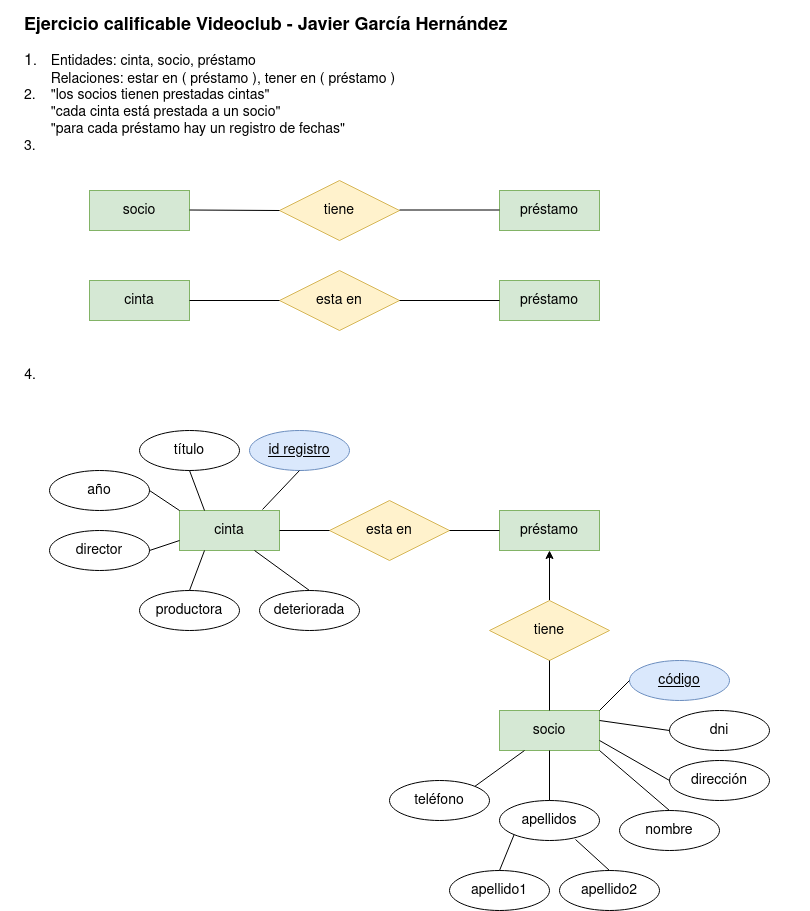 Ejercicio calificable Videoclub - Javier García Hernández
1. Entidades: cinta, socio, préstamo
Relaciones: estar en ( préstamo ), tener en ( préstamo )
2. "los socios tienen prestadas cintas"
"cada cinta está prestada a un socio"
"para cada préstamo hay un registro de fechas"
3.
socio
tiene
préstamo
cinta
esta en
préstamo
4.
título
id registro
año
cinta
esta en
préstamo
director
productora
deteriorada
tiene
código
socio
dni
dirección
teléfono
apellidos
nombre
apellido1
apellido2